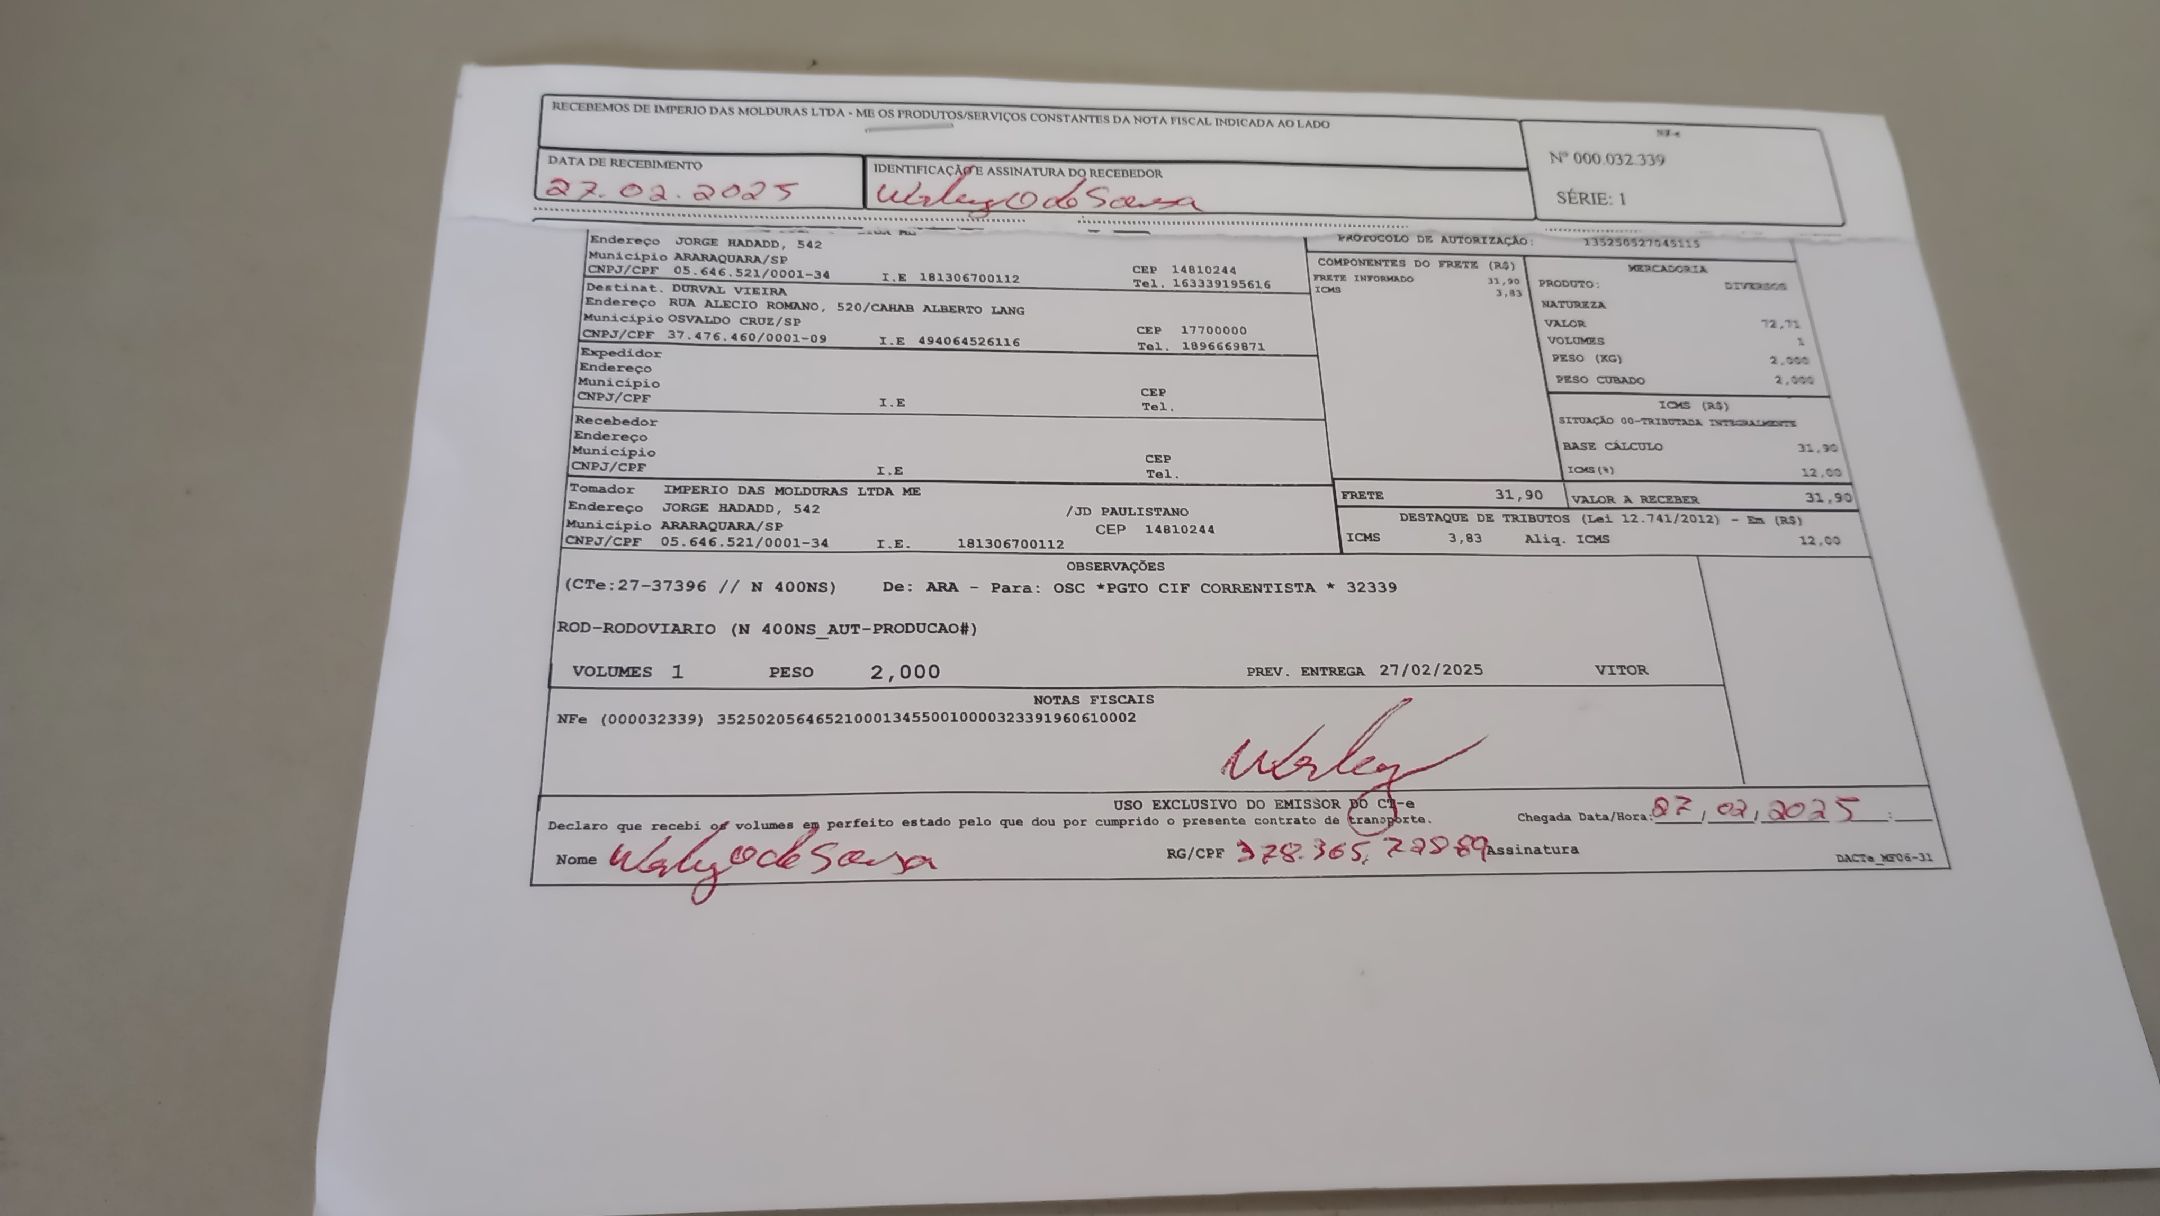 RECEBEMOS DE IMPERIO DAS MOLDURAS LTDA - ME OS PRODUTOS/SERVIÇOS CONSTANTES DA NOTA FISCAL INDICADA AO LADO
NF-e
Nº 000.032.339
SÉRIE: 1
DATA DE RECEBIMENTO
27.02.2025
IDENTIFICAÇÃO E ASSINATURA DO RECEBEDOR
de Sousa
Endereço JORGE HADADD, 542
Município ARARAQUARA/SP CEP 14810244
CNPJ/CPF 05.646.521/0001-34 I.E 181306700112 Tel. 163339195616
Destinat. DURVAL VIEIRA
Endereço RUA ALECIO ROMANO, 520/CAHAB ALBERTO LANG
Município OSVALDO CRUZ/SP CEP 17700000
CNPJ/CPF 37.476.460/0001-09 I.E 494064526116 Tel. 1896669871
Expedidor
Endereço
Município CEP
CNPJ/CPF I.E Tel.
Recebedor
Endereço
Município CEP
CNPJ/CPF I.E Tel.
Tomador IMPERIO DAS MOLDURAS LTDA ME
Endereço JORGE HADADD, 542 /JD PAULISTANO
Município ARARAQUARA/SP CEP 14810244
CNPJ/CPF 05.646.521/0001-34 I.E. 181306700112
PROTOCOLO DE AUTORIZAÇÃO: 135250527545115
COMPONENTES DO FRETE (R$)
FRETE INFORMADO 31,90
ICMS 3,83
MERCADORIA
PRODUTO: DIVERSOS
NATUREZA
VALOR 72,71
VOLUMES 1
PESO (KG) 2,000
PESO CUBADO 2,000
ICMS (R$)
SITUAÇÃO 00-TRIBUTADA INTEGRALMENTE
BASE CÁLCULO 31,90
ICMS(%) 12,00
FRETE 31,90 VALOR A RECEBER 31,90
DESTAQUE DE TRIBUTOS (Lei 12.741/2012) - Em (R$)
ICMS 3,83 Aliq. ICMS 12,00
OBSERVAÇÕES
(CTe:27-37396 // N 400NS) De: ARA - Para: OSC *PGTO CIF CORRENTISTA * 32339
ROD-RODOVIARIO (N 400NS_AUT-PRODUCAO#)
VOLUMES 1 PESO 2,000 PREV. ENTREGA 27/02/2025 VITOR
NOTAS FISCAIS
NFe (000032339) 35250205646521000134550010000323391960610002
USO EXCLUSIVO DO EMISSOR DO CT-e
Declaro que recebi os volumes em perfeito estado pelo que dou por cumprido o presente contrato de transporte. Chegada Data/Hora: 27,02,2025 :
Nome de Sousa RG/CPF 378.365. Assinatura
DACTe_MF06-31